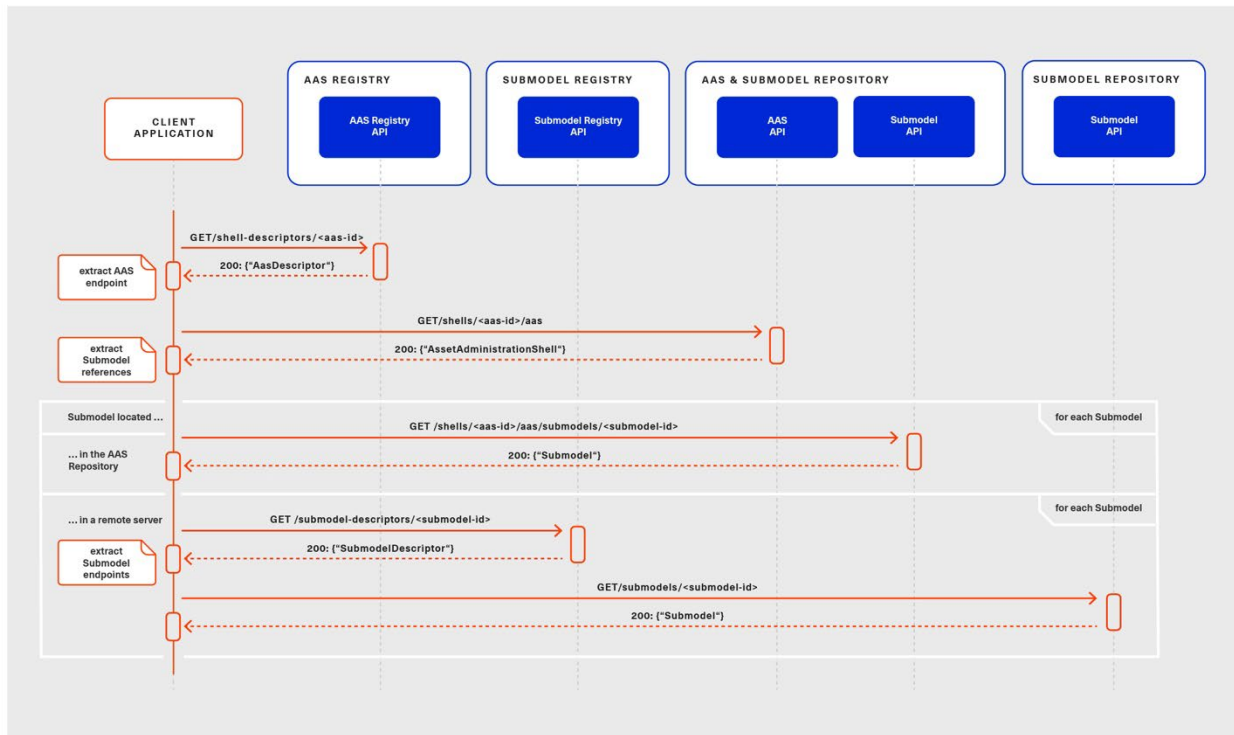 AAS REGISTRY
SUBMODEL REGISTRY
AAS & SUBMODEL REPOSITORY
SUBMODEL REPOSITORY
CLIENT
APPLICATION
AAS Registry
API
Submodel Registry
API
AAS
API
Submodel
API
Submodel
API
GET/shell-descriptors/<aas-id>
200: {"AasDescriptor"}
extract AAS
endpoint
GET/shells/<aas-id>/aas
200: {"AssetAdministrationShell"}
extract
Submodel
references
Submodel located ...
for each Submodel
GET /shells/<aas-id>/aas/submodels/<submodel-id>
... in the AAS
Repository
200: {"Submodel"}
... in a remote server
for each Submodel
GET /submodel-descriptors/<submodel-id>
200: {"SubmodelDescriptor"}
extract
Submodel
endpoints
GET/submodels/<submodel-id>
200: {"Submodel"}